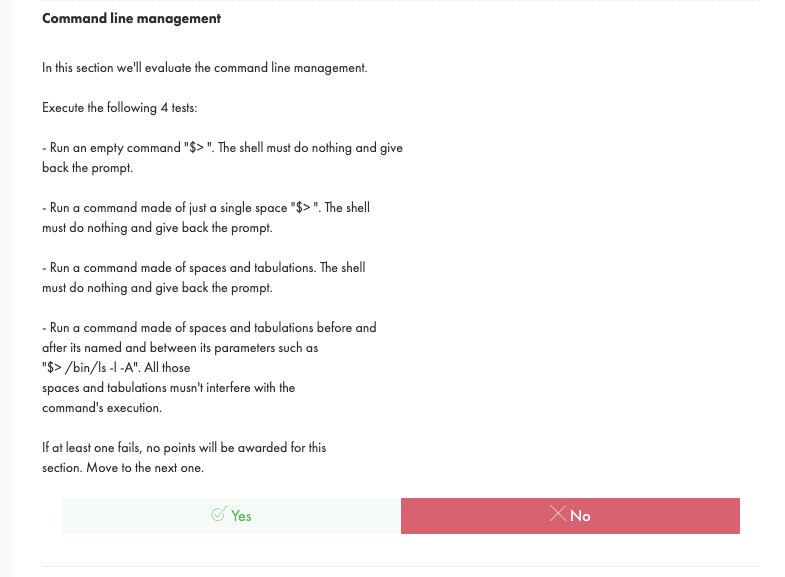 Command line management
In this section we'll evaluate the command line management.
Execute the following 4 tests:
- Run an empty command "$> ". The shell must do nothing and give
back the prompt.
- Run a command made of just a single space "$> ". The shell
must do nothing and give back the prompt.
- Run a command made of spaces and tabulations. The shell
must do nothing and give back the prompt.
- Run a command made of spaces and tabulations before and
after its named and between its parameters such as
"$> /bin/ls -l -A". All those
spaces and tabulations musn't interfere with the
command's execution.
If at least one fails, no points will be awarded for this
section. Move to the next one.
Yes
No